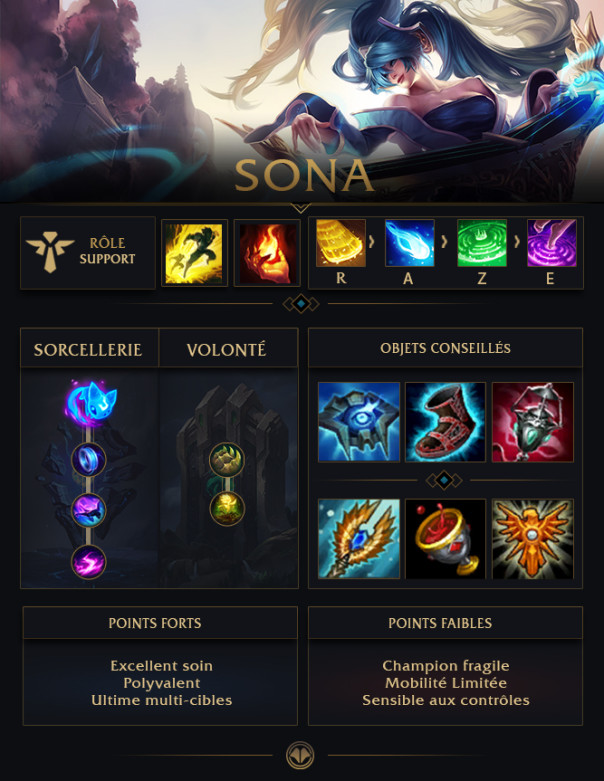 SONA
RÔLE
SUPPORT
R
A
Z
E
SORCELLERIE
VOLONTÉ
OBJETS CONSEILLÉS
POINTS FORTS
Excellent soin
Polyvalent
Ultime multi-cibles
POINTS FAIBLES
Champion fragile
Mobilité Limitée
Sensible aux contrôles